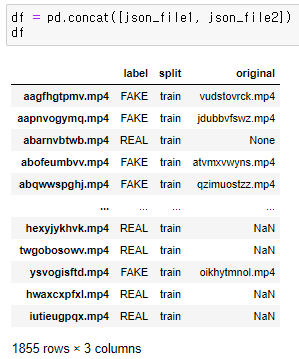 df = pd.concat([json_file1, json_file2])
df
label split original
aagfhgtpmv.mp4 FAKE train vudstovrck.mp4
aapnvogymq.mp4 FAKE train jdubbvfswz.mp4
abarnvbtwb.mp4 REAL train None
abofeumbvv.mp4 FAKE train atvmxvwyns.mp4
abqwwspghj.mp4 FAKE train qzimuostzz.mp4
... ... ... ...
hexyjykhvk.mp4 REAL train NaN
twgobosowv.mp4 REAL train NaN
ysvogisftd.mp4 FAKE train oikhytmnol.mp4
hwaxcxpfxl.mp4 REAL train NaN
iutieugpqx.mp4 REAL train NaN
1855 rows × 3 columns